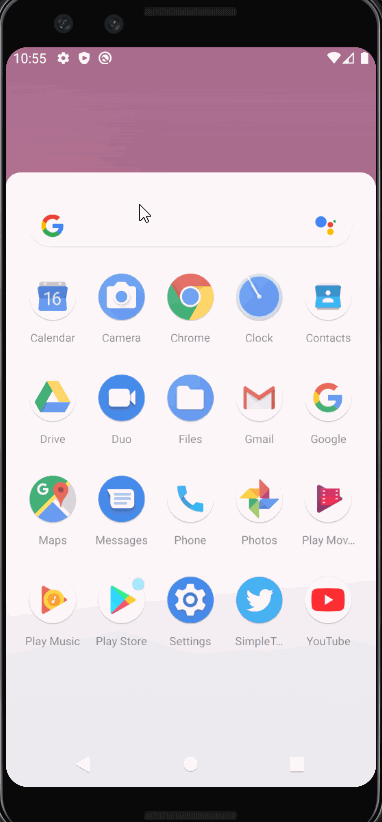 10:55
16
Calendar Camera Chrome Clock Contacts
Drive Duo Files Gmail Google
Maps Messages Phone Photos Play Mov...
Play Music Play Store Settings SimpleT... YouTube